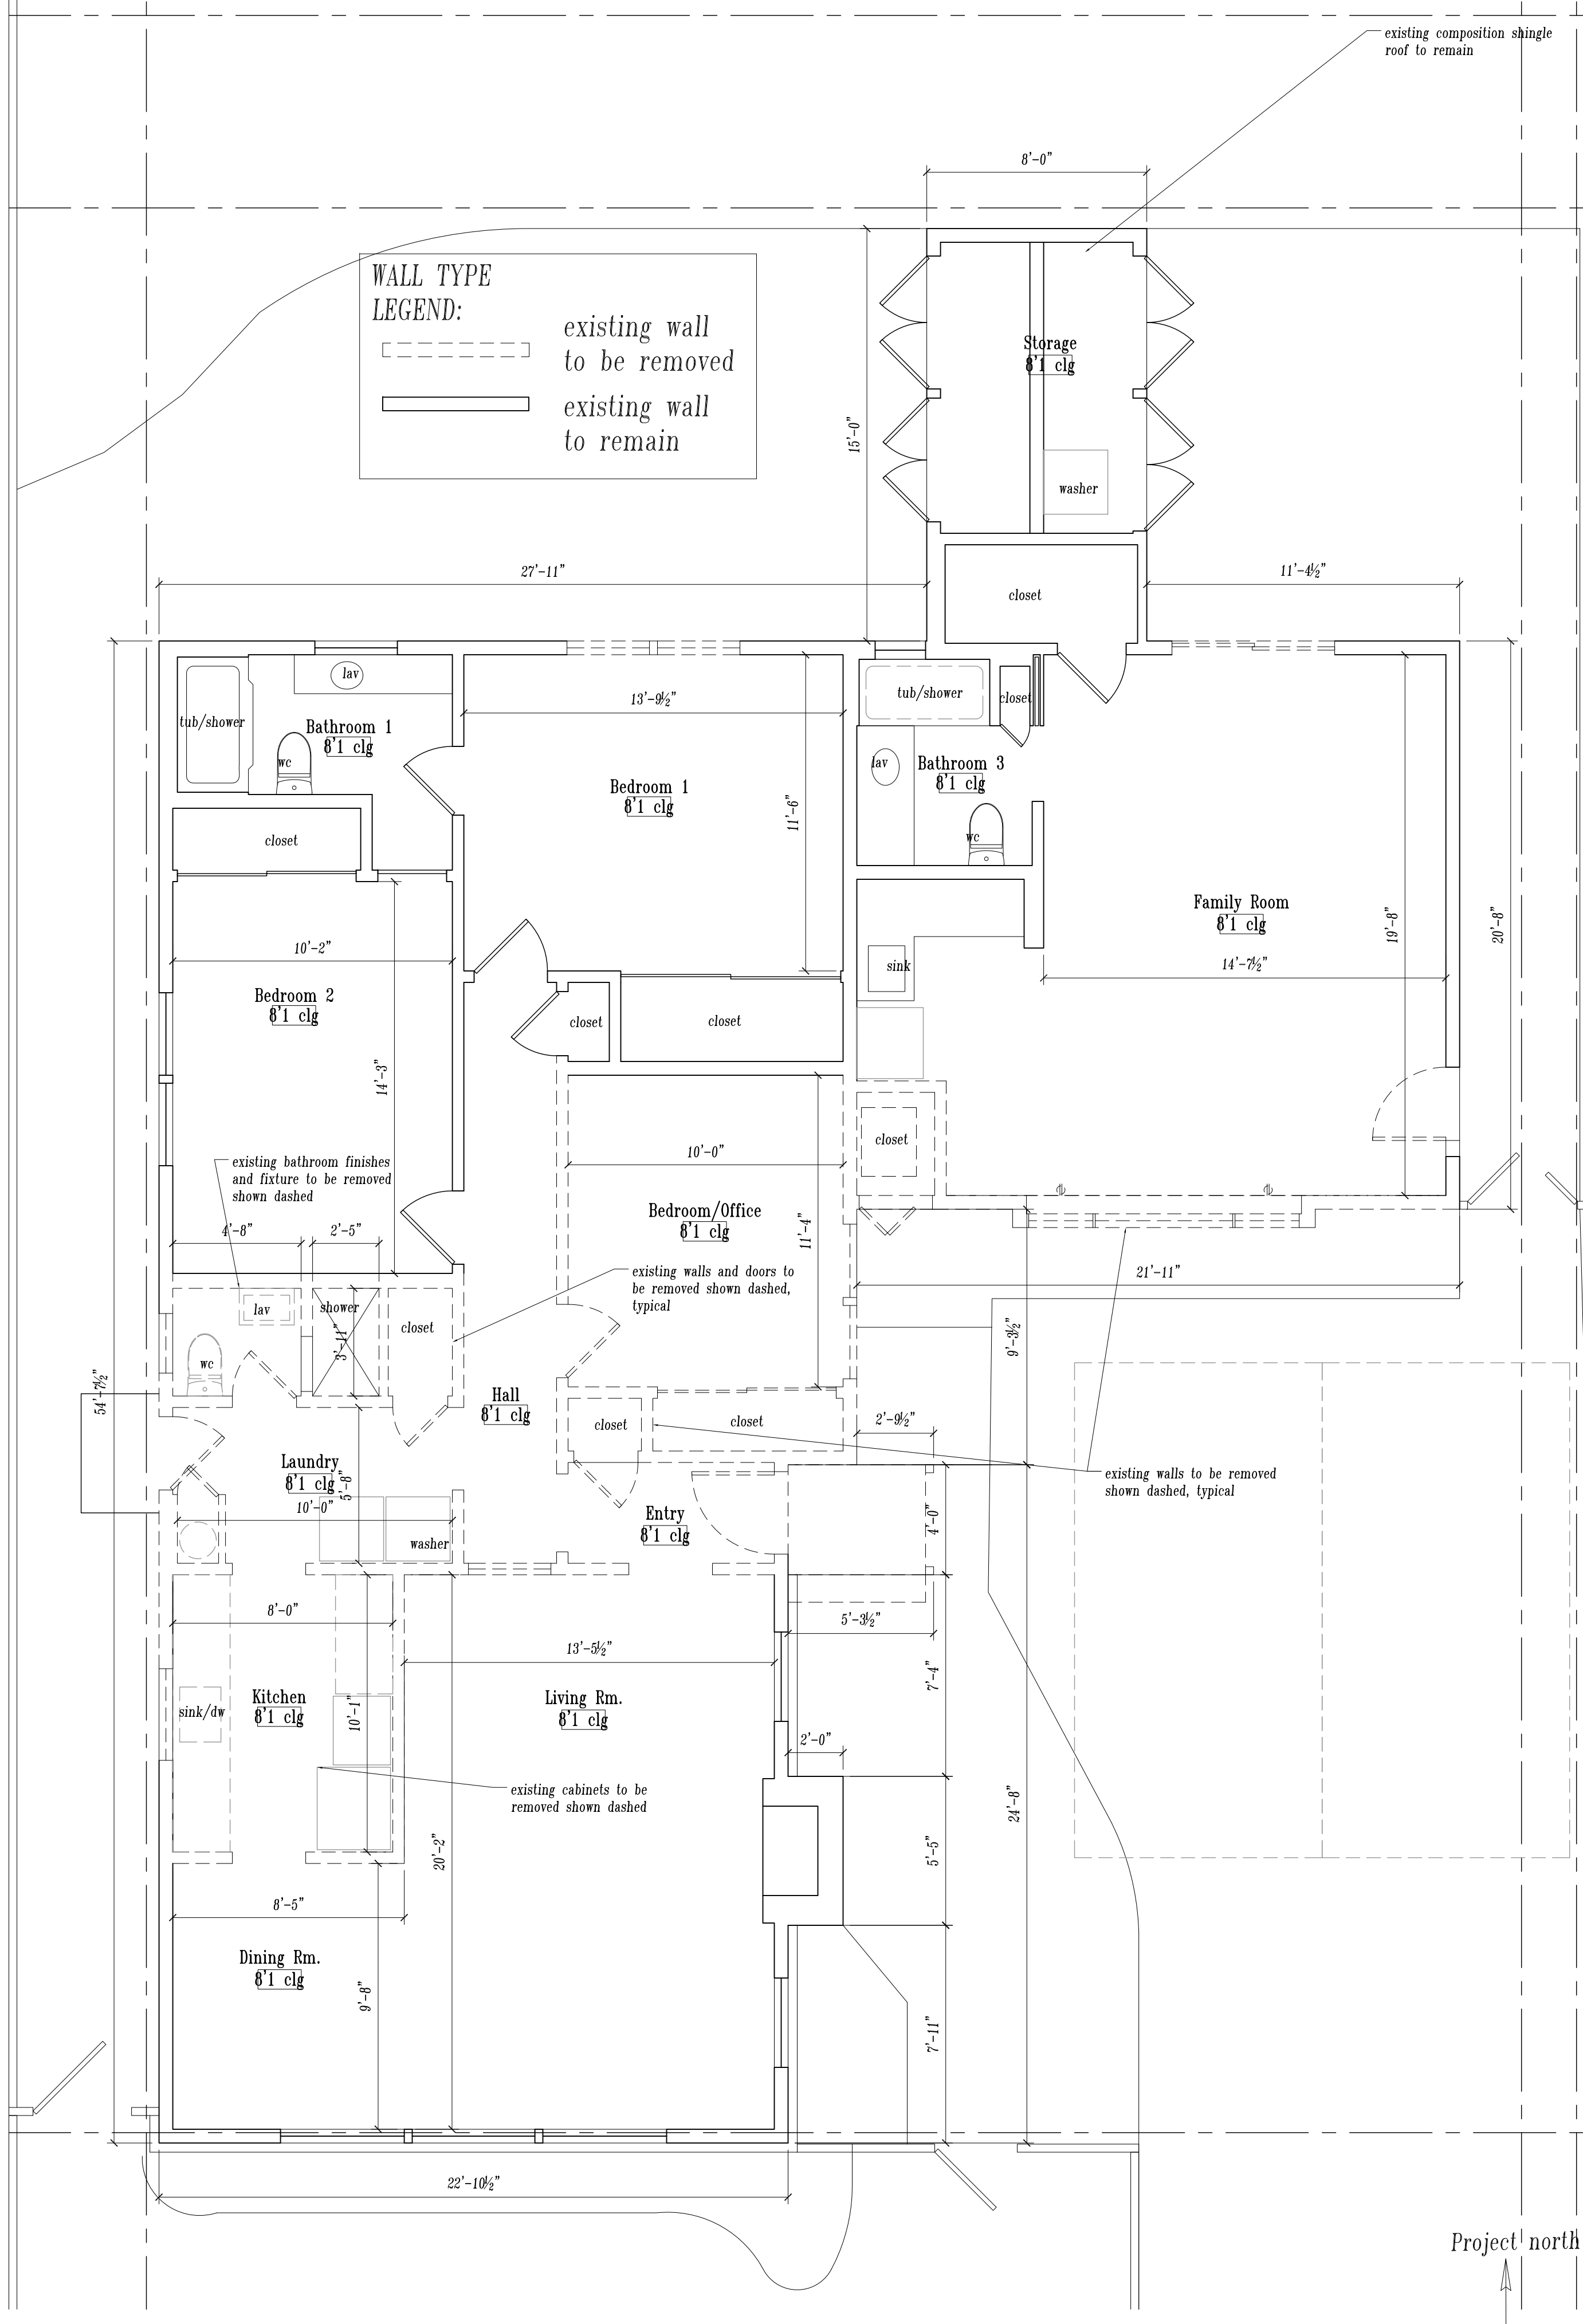 existing composition shingle
roof to remain
8'-0"
WALL TYPE
LEGEND:
existing wall
to be removed
existing wall
to remain
Storage
8'1 clg
15'-0"
washer
27'-11"
11'-4½"
closet
lav
tub/shower
Bathroom 1
8'1 clg
wc
13'-9½"
tub/shower
closet
lav
Bathroom 3
8'1 clg
wc
Bedroom 1
8'1 clg
11'-6"
closet
Family Room
8'1 clg
19'-8"
20'-8"
10'-2"
sink
14'-7½"
Bedroom 2
8'1 clg
closet
closet
14'-3"
closet
10'-0"
existing bathroom finishes
and fixture to be removed
shown dashed
Bedroom/Office
8'1 clg
11'-4"
4'-8"
2'-5"
existing walls and doors to
be removed shown dashed,
typical
21'-11"
lav
shower
closet
3'-11"
9'-3½"
wc
54'-7½"
Hall
8'1 clg
closet
closet
2'-9½"
Laundry
8'1 clg
5'-8"
10'-0"
existing walls to be removed
shown dashed, typical
Entry
8'1 clg
4'-0"
washer
8'-0"
5'-3½"
13'-5½"
7'-4"
Kitchen
8'1 clg
sink/dw
10'-1"
Living Rm.
8'1 clg
2'-0"
existing cabinets to be
removed shown dashed
24'-8"
20'-2"
5'-5"
8'-5"
Dining Rm.
8'1 clg
9'-8"
7'-11"
22'-10½"
Project north